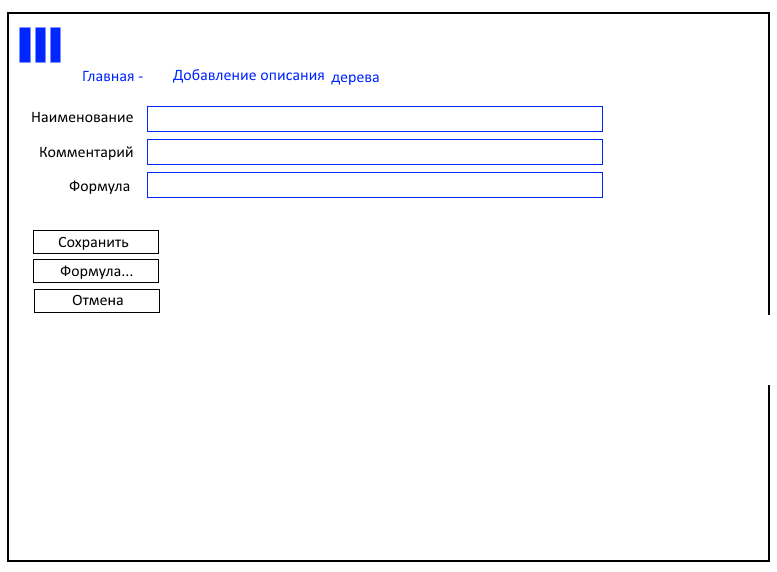 Главная - Добавление описания дерева
Наименование
Комментарий
Формула
Сохранить
Формула...
Отмена